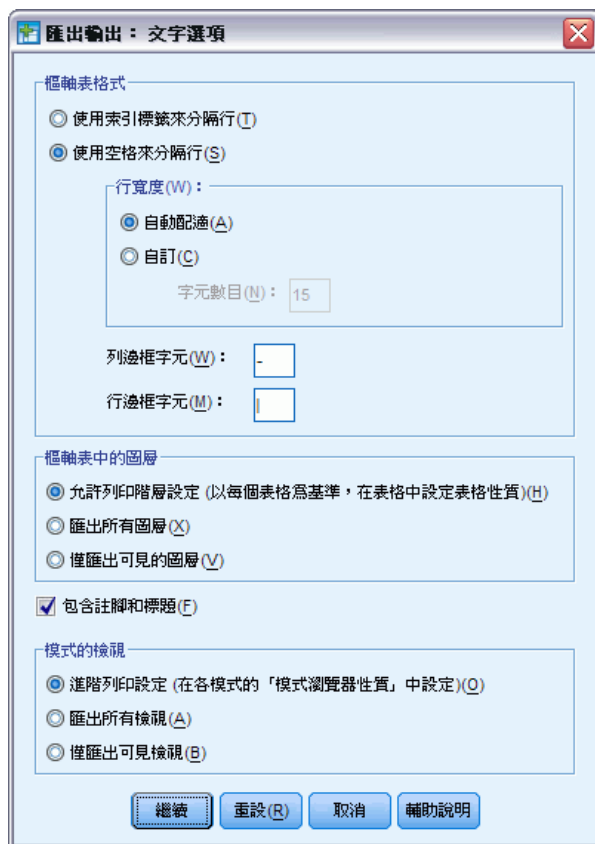 匯出輸出：文字選項
樞軸表格式
使用索引標籤來分隔行(T)
使用空格來分隔行(S)
行寬度(W)：
自動配適(A)
自訂(C)
字元數目(N)： 15
列邊框字元(W)： -
行邊框字元(M)： |
樞軸表中的圖層
允許列印階層設定 (以每個表格為基準，在表格中設定表格性質)(H)
匯出所有圖層(X)
僅匯出可見的圖層(V)
包含註腳和標題(F)
模式的檢視
進階列印設定 (在各模式的「模式瀏覽器性質」中設定)(O)
匯出所有檢視(A)
僅匯出可見檢視(B)
繼續 重設(R) 取消 輔助說明